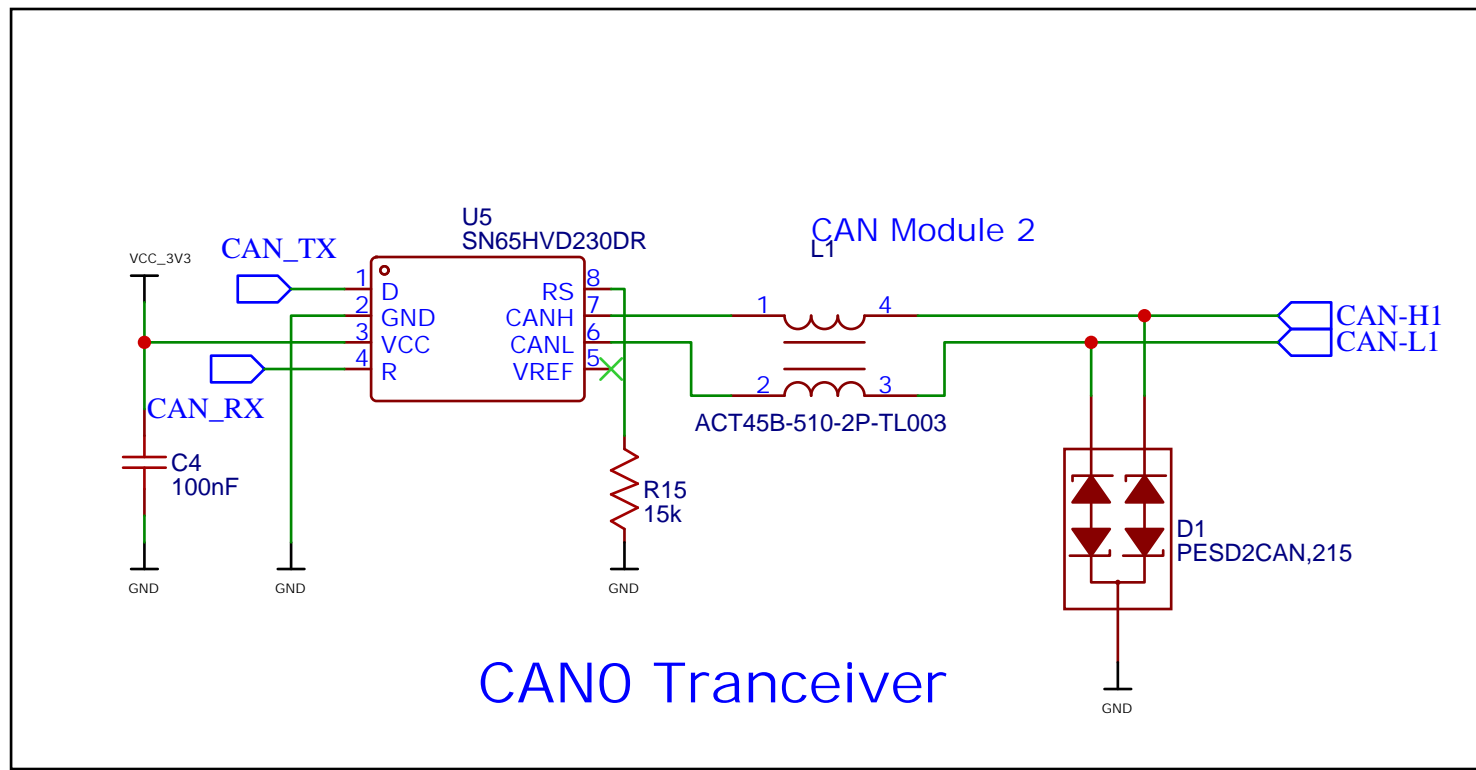 CAN Module 2
L1
U5
SN65HVD230DR
CAN_TX
VCC_3V3
1
D
2
GND
3
VCC
4
R
RS
8
CANH
7
CANL
6
VREF
5
1
4
2
3
ACT45B-510-2P-TL003
CAN-H1
CAN-L1
CAN_RX
C4
100nF
R15
15k
D1
PESD2CAN,215
GND
GND
GND
GND
CAN0 Tranceiver